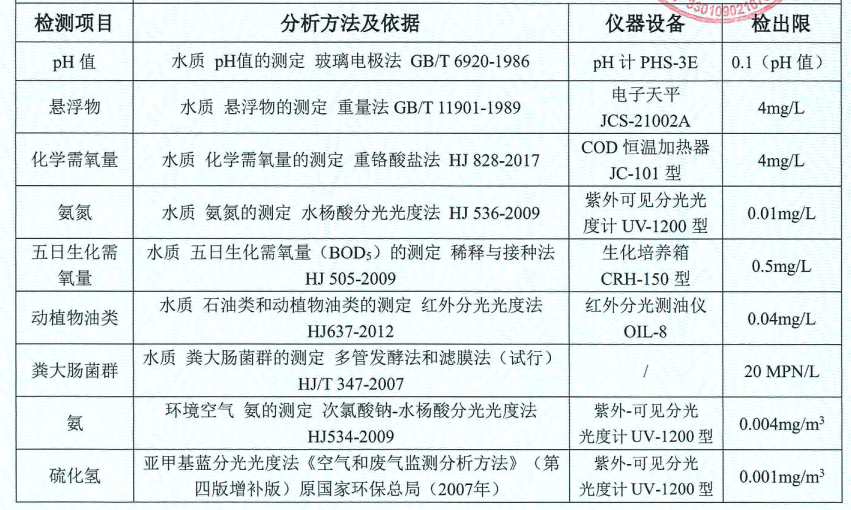 检测项目 分析方法及依据 仪器设备 检出限
pH 值 水质 pH值的测定 玻璃电极法 GB/T 6920-1986 pH 计 PHS-3E 0.1（pH 值）
悬浮物 水质 悬浮物的测定 重量法 GB/T 11901-1989 电子天平
JCS-21002A 4mg/L
化学需氧量 水质 化学需氧量的测定 重铬酸盐法 HJ 828-2017 COD 恒温加热器
JC-101 型 4mg/L
氨氮 水质 氨氮的测定 水杨酸分光光度法 HJ 536-2009 紫外可见分光光
度计 UV-1200 型 0.01mg/L
五日生化需
氧量 水质 五日生化需氧量（BOD₅）的测定 稀释与接种法
HJ 505-2009 生化培养箱
CRH-150 型 0.5mg/L
动植物油类 水质 石油类和动植物油类的测定 红外分光光度法
HJ637-2012 红外分光测油仪
OIL-8 0.04mg/L
粪大肠菌群 水质 粪大肠菌群的测定 多管发酵法和滤膜法（试行）
HJ/T 347-2007 / 20 MPN/L
氨 环境空气 氨的测定 次氯酸钠-水杨酸分光光度法
HJ534-2009 紫外-可见分光
光度计 UV-1200 型 0.004mg/m³
硫化氢 亚甲基蓝分光光度法《空气和废气监测分析方法》（第
四版增补版）原国家环保总局（2007年） 紫外-可见分光
光度计 UV-1200 型 0.001mg/m³